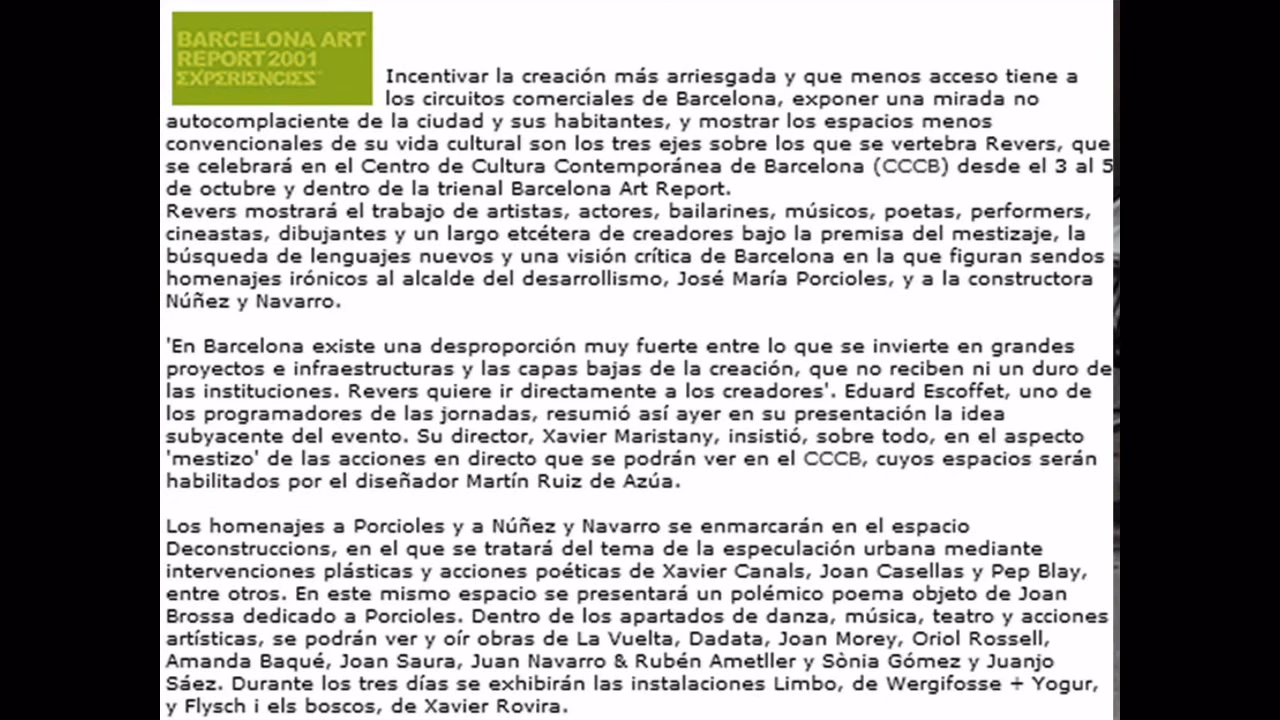 BARCELONA ART
REPORT 2001
EXPERIENCIES
Incentivar la creación más arriesgada y que menos acceso tiene a
los circuitos comerciales de Barcelona, exponer una mirada no
autocomplaciente de la ciudad y sus habitantes, y mostrar los espacios menos
convencionales de su vida cultural son los tres ejes sobre los que se vertebra Revers, que
se celebrará en el Centro de Cultura Contemporánea de Barcelona (CCCB) desde el 3 al 5
de octubre y dentro de la trienal Barcelona Art Report.
Revers mostrará el trabajo de artistas, actores, bailarines, músicos, poetas, performers,
cineastas, dibujantes y un largo etcétera de creadores bajo la premisa del mestizaje, la
búsqueda de lenguajes nuevos y una visión crítica de Barcelona en la que figuran sendos
homenajes irónicos al alcalde del desarrollismo, José María Porcioles, y a la constructora
Núñez y Navarro.
'En Barcelona existe una desproporción muy fuerte entre lo que se invierte en grandes
proyectos e infraestructuras y las capas bajas de la creación, que no reciben ni un duro de
las instituciones. Revers quiere ir directamente a los creadores'. Eduard Escoffet, uno de
los programadores de las jornadas, resumió así ayer en su presentación la idea
subyacente del evento. Su director, Xavier Maristany, insistió, sobre todo, en el aspecto
'mestizo' de las acciones en directo que se podrán ver en el CCCB, cuyos espacios serán
habilitados por el diseñador Martín Ruiz de Azúa.
Los homenajes a Porcioles y a Núñez y Navarro se enmarcarán en el espacio
Deconstruccions, en el que se tratará del tema de la especulación urbana mediante
intervenciones plásticas y acciones poéticas de Xavier Canals, Joan Casellas y Pep Blay,
entre otros. En este mismo espacio se presentará un polémico poema objeto de Joan
Brossa dedicado a Porcioles. Dentro de los apartados de danza, música, teatro y acciones
artísticas, se podrán ver y oír obras de La Vuelta, Dadata, Joan Morey, Oriol Rossell,
Amanda Baqué, Joan Saura, Juan Navarro & Rubén Ametller y Sònia Gómez y Juanjo
Sáez. Durante los tres días se exhibirán las instalaciones Limbo, de Wergifosse + Yogur,
y Flysch i els boscos, de Xavier Rovira.